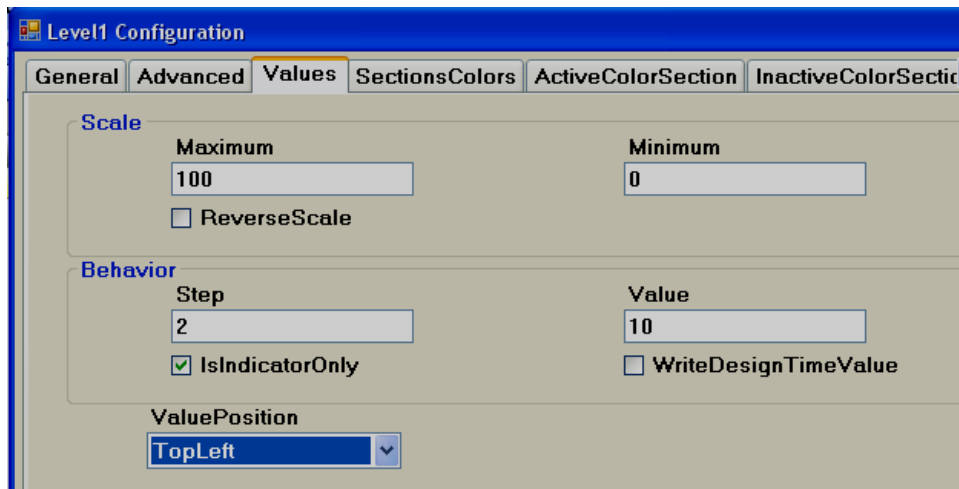 Level1 Configuration
General Advanced Values SectionsColors ActiveColorSection
Scale
Maximum Minimum
100 0
ReverseScale
Behavior
Step Value
2 10
IsIndicatorOnly WriteDesignTimeValue
ValuePosition
TopLeft